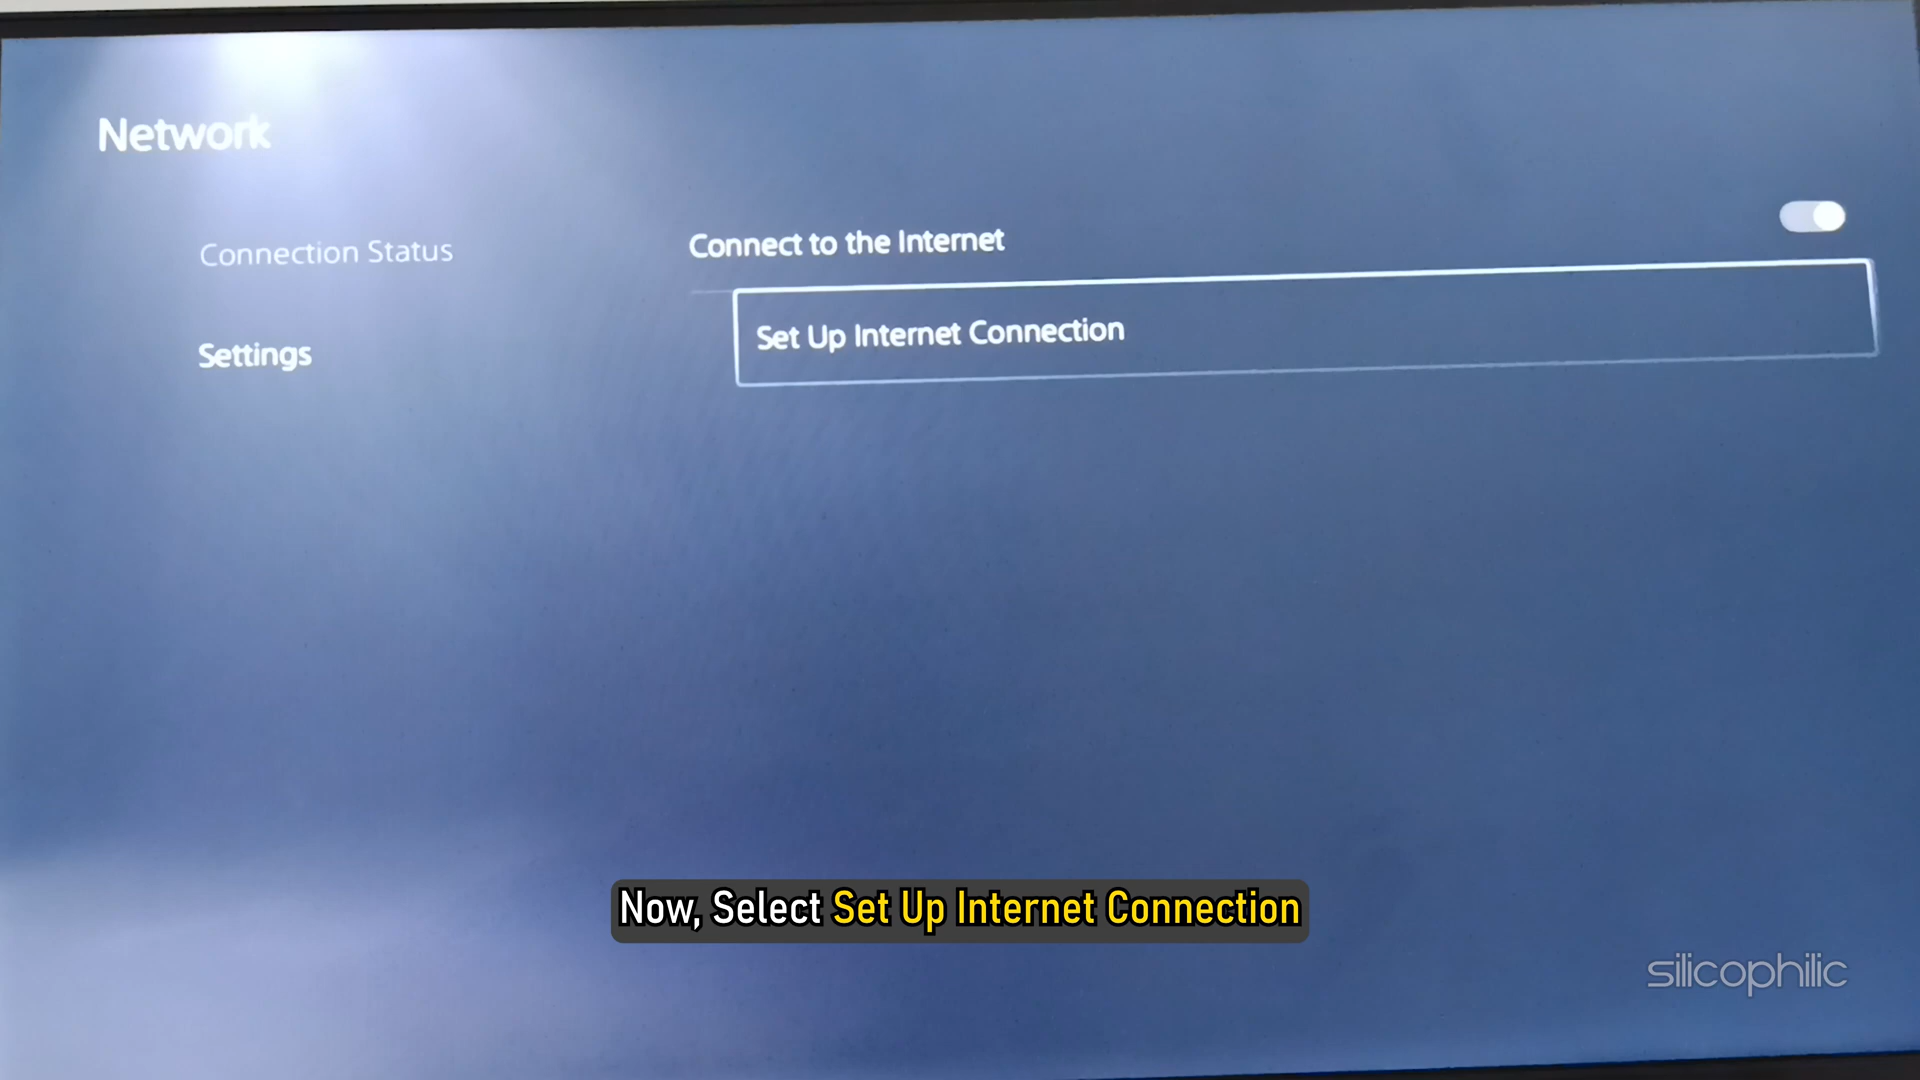 Network
Connection Status
Settings
Connect to the Internet
Set Up Internet Connection
Now, Select Set Up Internet Connection
silicophilic